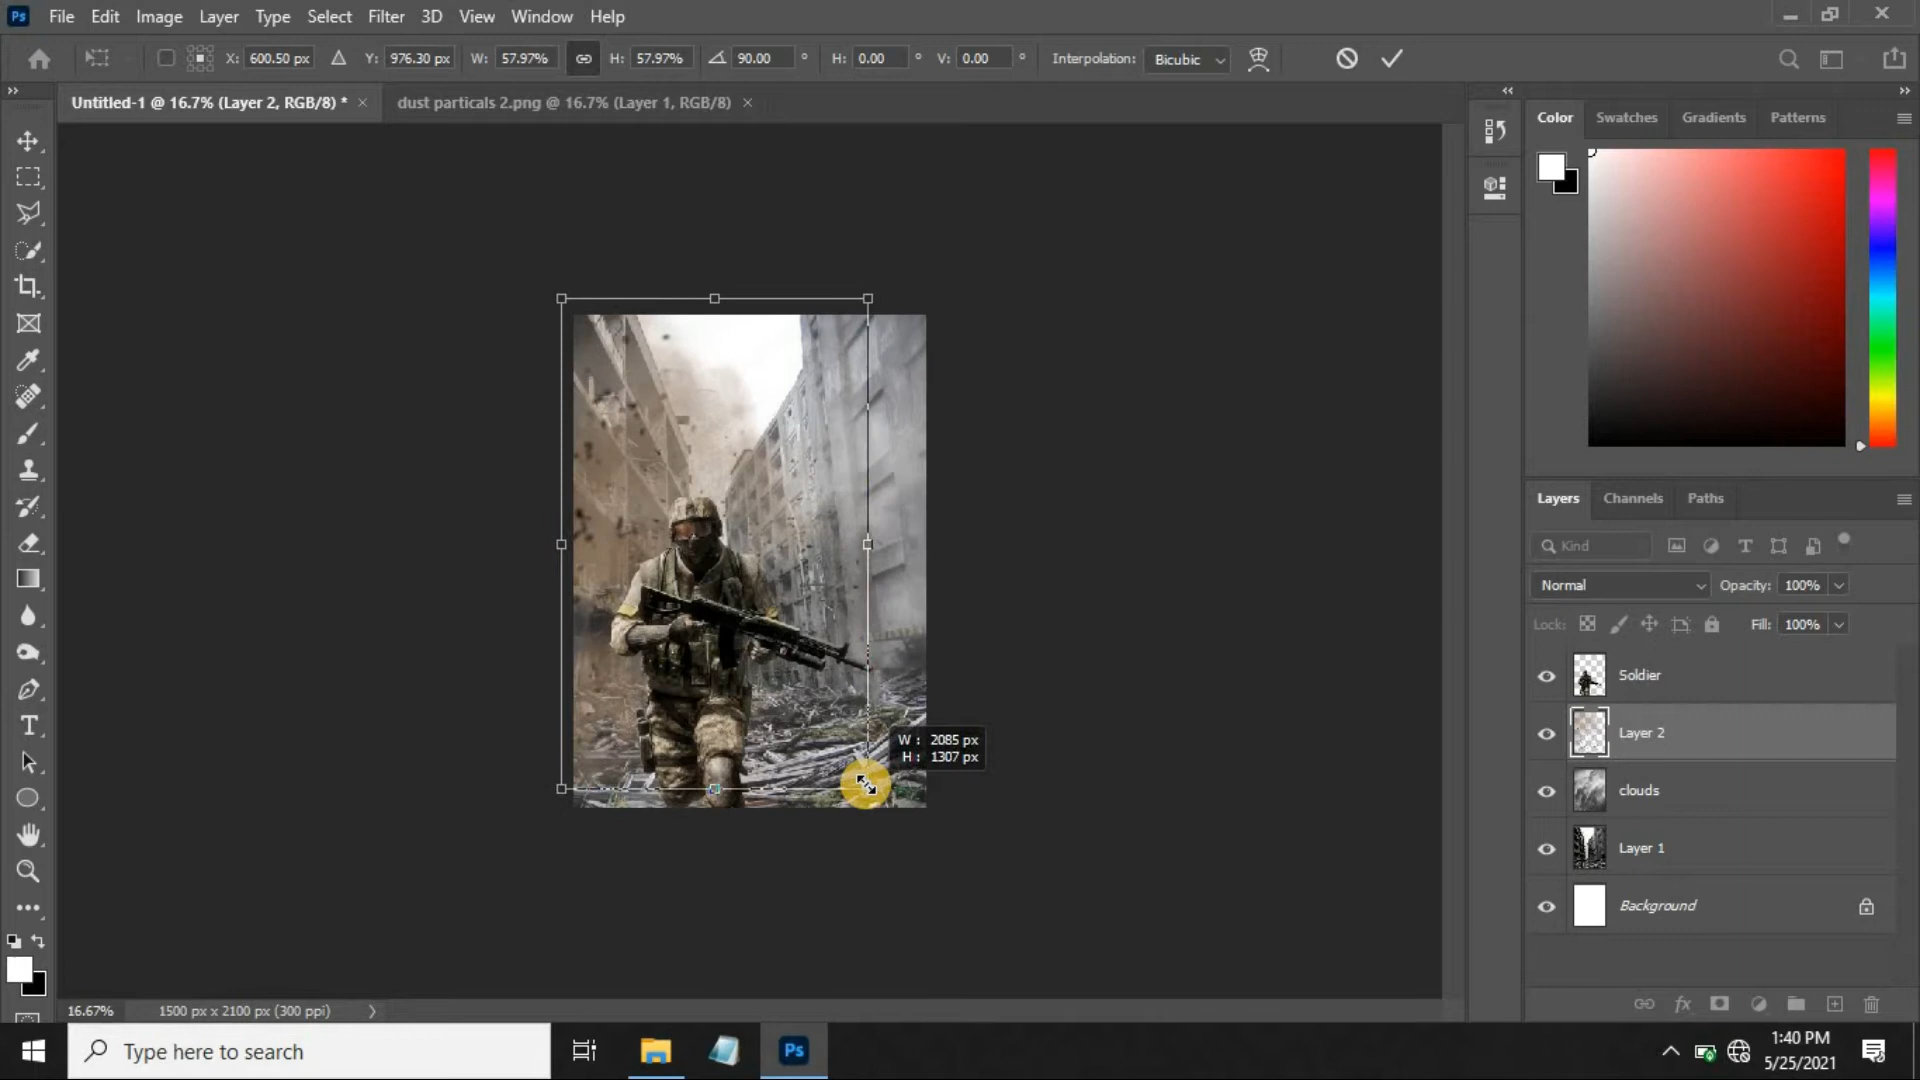 Ps File Edit Image Layer Type Select Filter 3D View Window Help
X: 600.50 px Y: 976.30 px W: 57.97% H: 57.97% 90.00 ° H: 0.00 ° V: 0.00 ° Interpolation: Bicubic
Untitled-1 @ 16.7% (Layer 2, RGB/8) * × dust particals 2.png @ 16.7% (Layer 1, RGB/8) ×
Color Swatches Gradients Patterns
Layers Channels Paths
Kind
Normal Opacity: 100%
Lock: Fill: 100%
Soldier
Layer 2
clouds
Layer 1
Background
W : 2085 px
H : 1307 px
16.67% 1500 px x 2100 px (300 ppi)
Type here to search
Ps
1:40 PM
5/25/2021